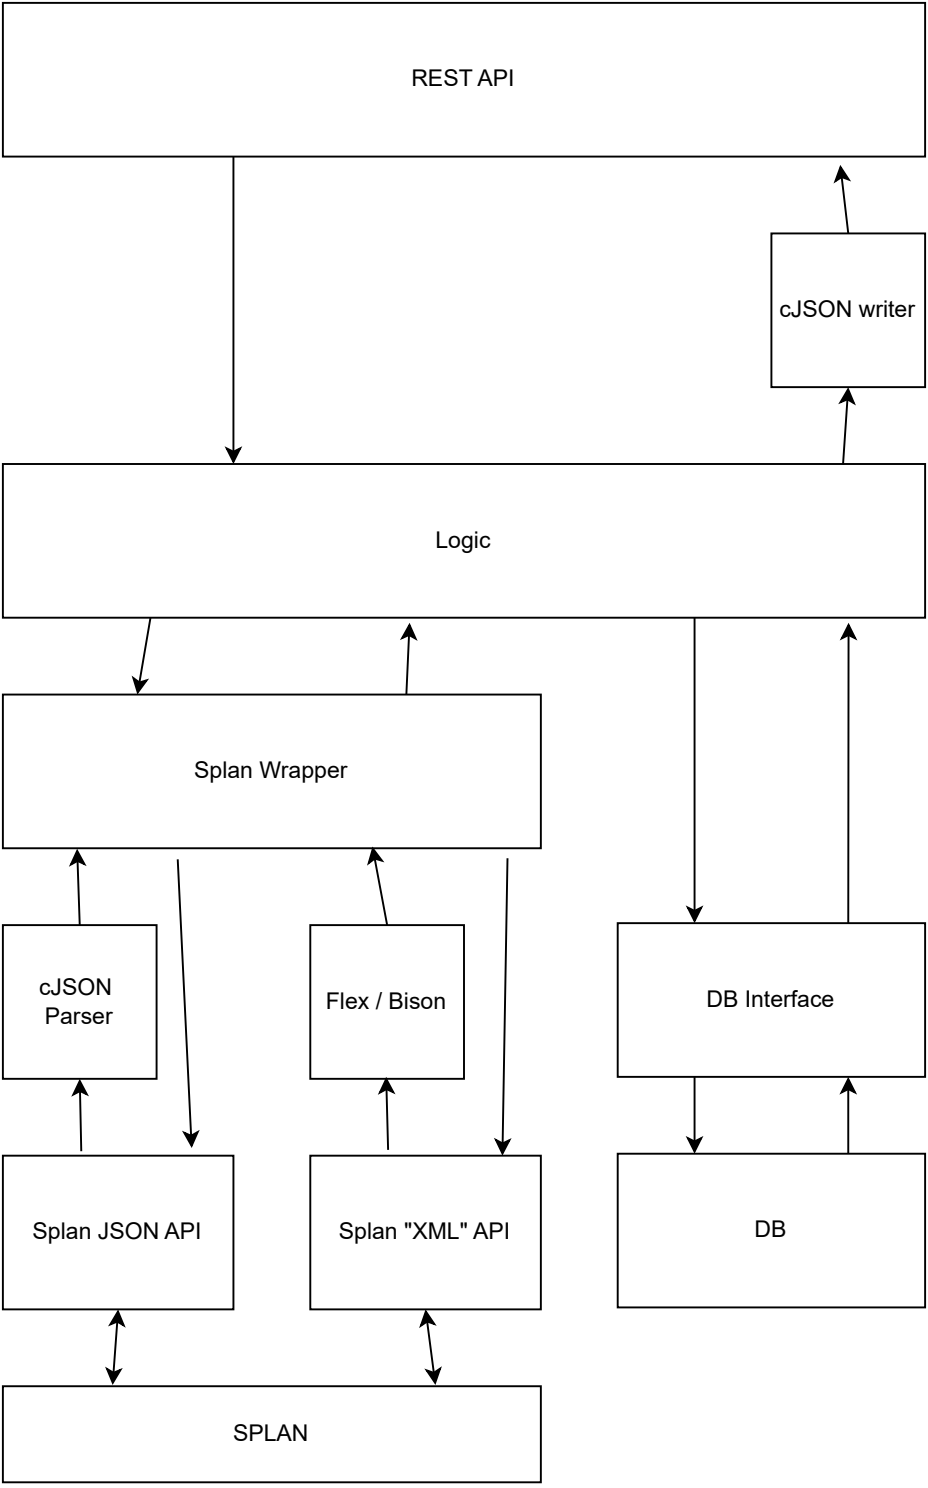 REST API
cJSON writer
Logic
Splan Wrapper
cJSON
Parser
Flex / Bison
DB Interface
Splan JSON API
Splan "XML" API
DB
SPLAN